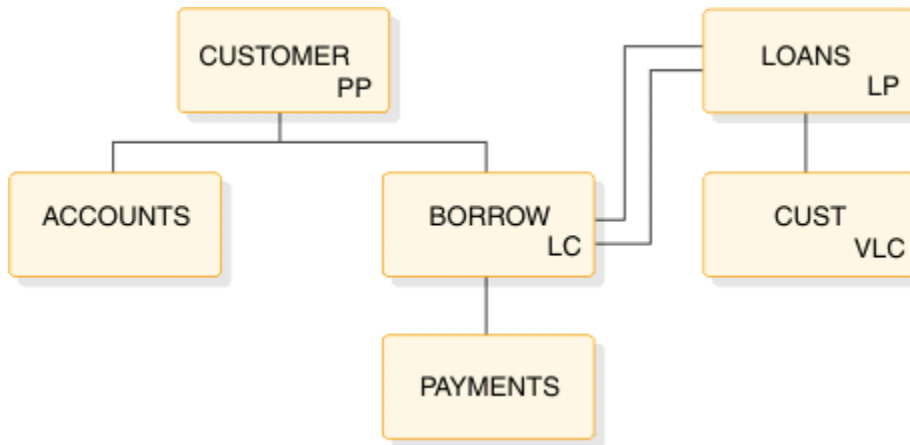 CUSTOMER
PP
LOANS
LP
ACCOUNTS
BORROW
LC
CUST
VLC
PAYMENTS